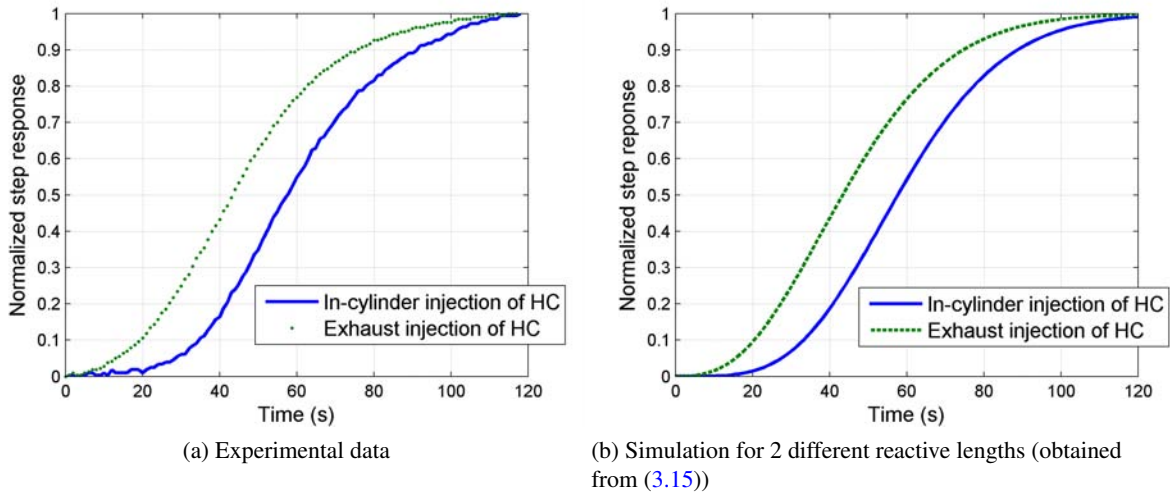 1
0.9
0.8
0.7
0.6
0.5
0.4
0.3
0.2
0.1
0
Normalized step response
In-cylinder injection of HC
Exhaust injection of HC
0 20 40 60 80 100 120
Time (s)
(a) Experimental data
1
0.9
0.8
0.7
0.6
0.5
0.4
0.3
0.2
0.1
0
Normalized step reponse
In-cylinder injection of HC
Exhaust injection of HC
0 20 40 60 80 100 120
Time (s)
(b) Simulation for 2 different reactive lengths (obtained
from (3.15))